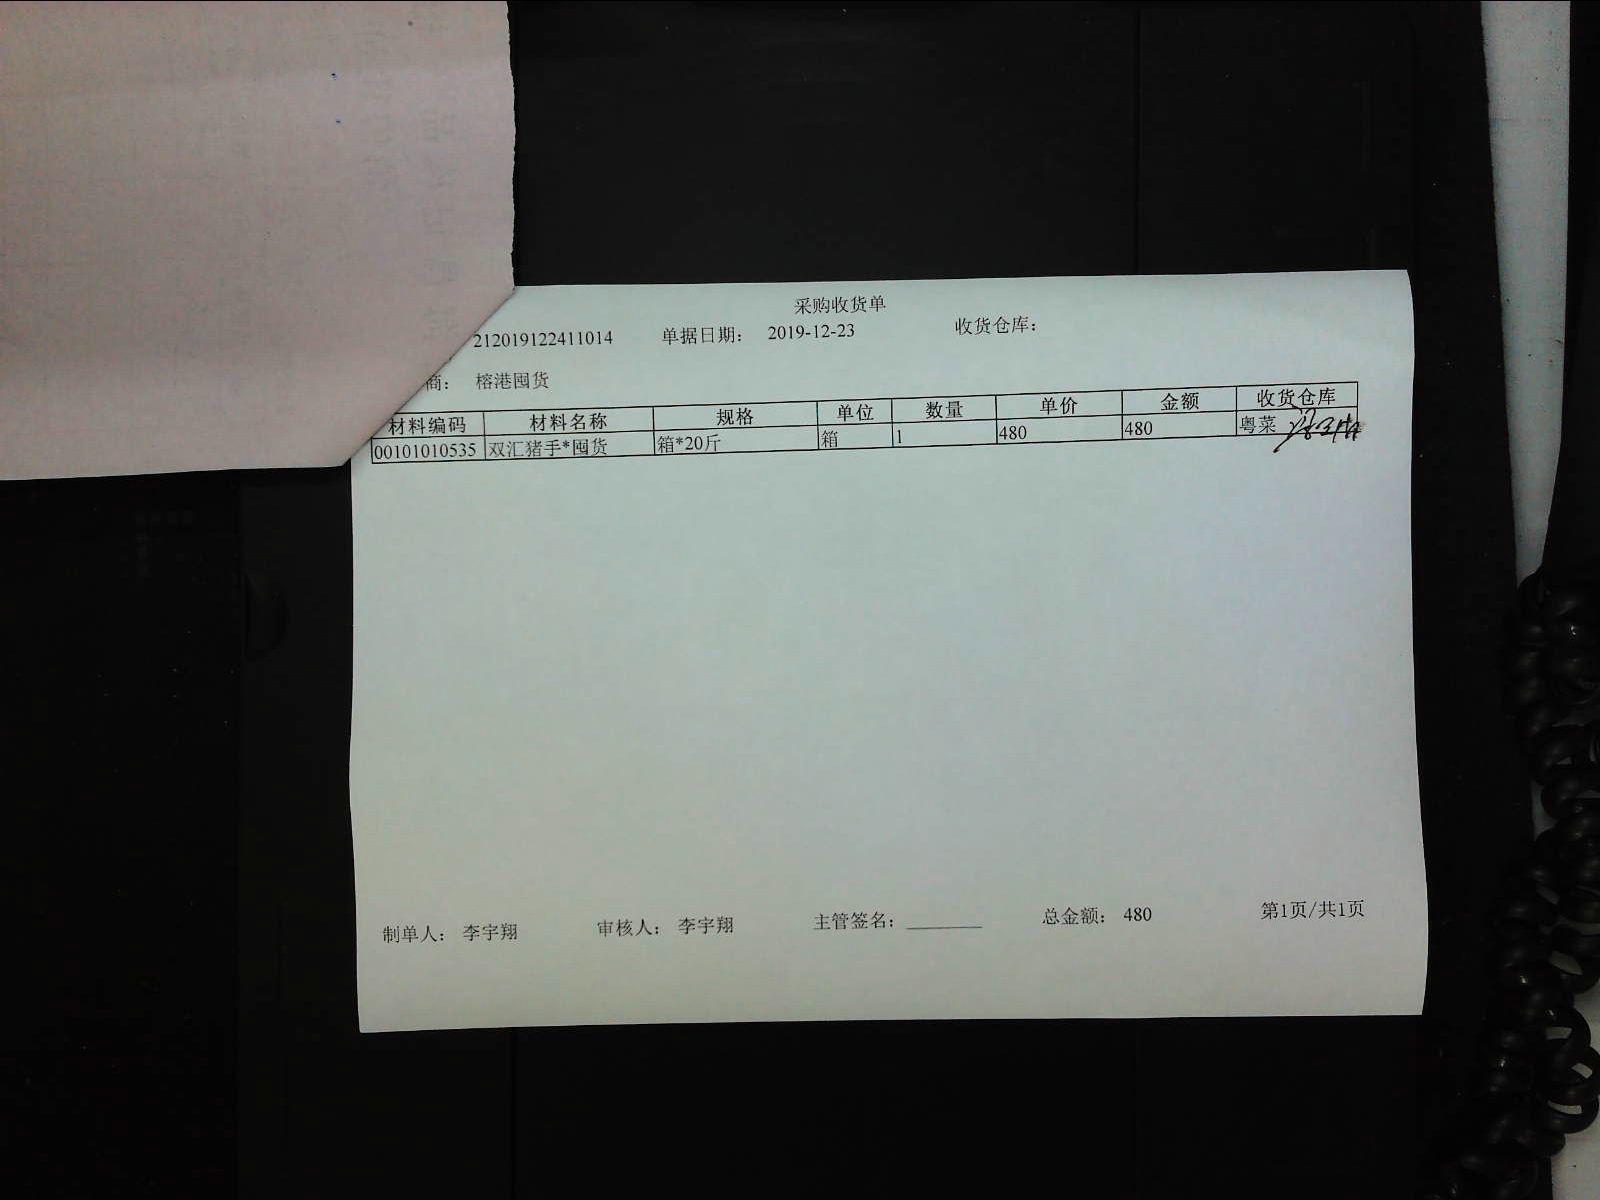 采购收货单
212019122411014 单据日期： 2019-12-23 收货仓库：
商： 榕港囤货
材料编码 材料名称 规格 单位 数量 单价 金额 收货仓库
00101010535 双汇猪手*囤货 箱*20斤 箱 1 480 480 粤菜
制单人： 李宇翔 审核人： 李宇翔 主管签名： 总金额： 480 第1页/共1页